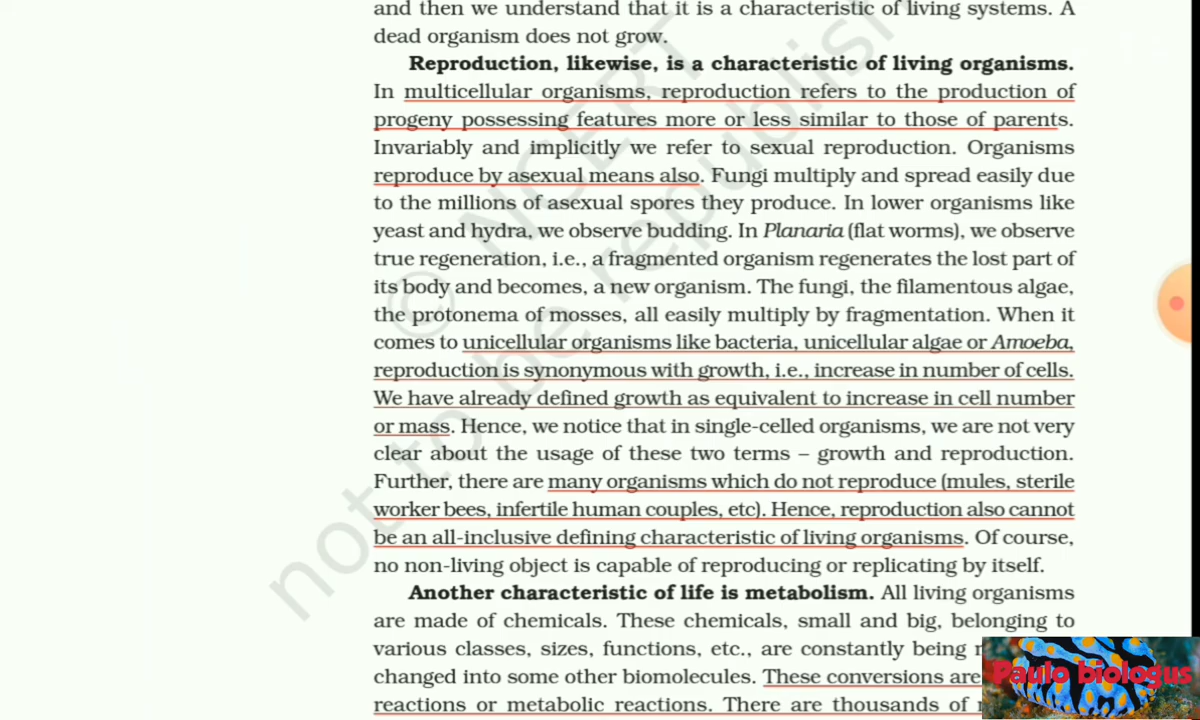 and then we understand that it is a characteristic of living systems. A
dead organism does not grow.
Reproduction, likewise, is a characteristic of living organisms.
In multicellular organisms, reproduction refers to the production of
progeny possessing features more or less similar to those of parents.
Invariably and implicitly we refer to sexual reproduction. Organisms
reproduce by asexual means also. Fungi multiply and spread easily due
to the millions of asexual spores they produce. In lower organisms like
yeast and hydra, we observe budding. In Planaria (flat worms), we observe
true regeneration, i.e., a fragmented organism regenerates the lost part of
its body and becomes, a new organism. The fungi, the filamentous algae,
the protonema of mosses, all easily multiply by fragmentation. When it
comes to unicellular organisms like bacteria, unicellular algae or Amoeba,
reproduction is synonymous with growth, i.e., increase in number of cells.
We have already defined growth as equivalent to increase in cell number
or mass. Hence, we notice that in single-celled organisms, we are not very
clear about the usage of these two terms – growth and reproduction.
Further, there are many organisms which do not reproduce (mules, sterile
worker bees, infertile human couples, etc). Hence, reproduction also cannot
be an all-inclusive defining characteristic of living organisms. Of course,
no non-living object is capable of reproducing or replicating by itself.
Another characteristic of life is metabolism. All living organisms
are made of chemicals. These chemicals, small and big, belonging to
various classes, sizes, functions, etc., are constantly being
changed into some other biomolecules. These conversions are
reactions or metabolic reactions. There are thousands of
© NCERT
not to be republish
Paulo biologus